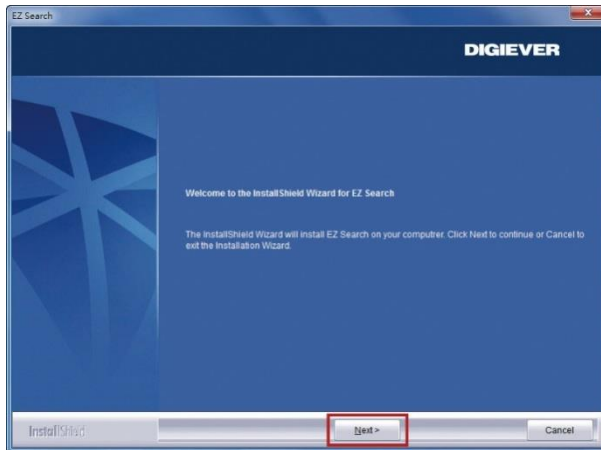 EZ Search
DIGIEVER
Welcome to the InstallShield Wizard for EZ Search
The InstallShield Wizard will install EZ Search on your computrer. Click Next to continue or Cancel to
exit the Installation Wizard.
InstallShield
Next >
Cancel